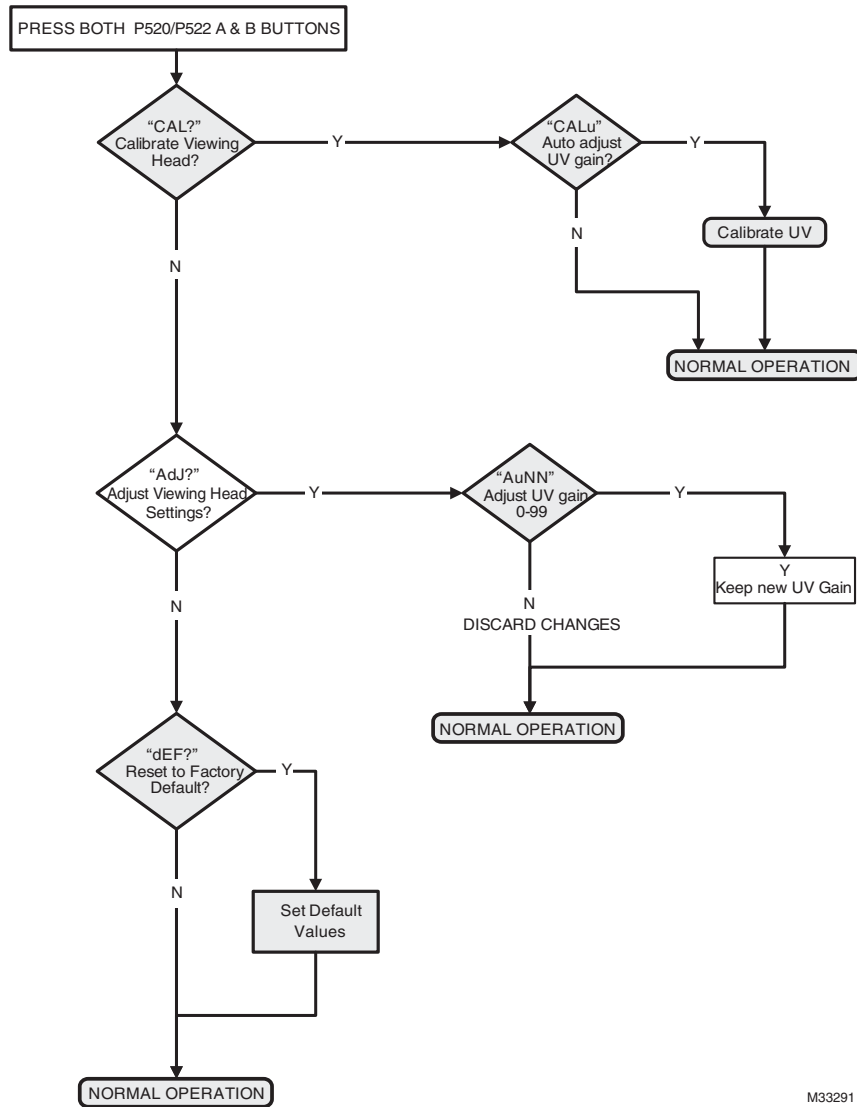 PRESS BOTH P520/P522 A & B BUTTONS
“CAL?”
Calibrate Viewing
Head?
Y
“CALu”
Auto adjust
UV gain?
Y
N
Calibrate UV
NORMAL OPERATION
N
“AdJ?”
Adjust Viewing Head
Settings?
Y
“AuNN”
Adjust UV gain
0-99
Y
Y
Keep new UV Gain
N
DISCARD CHANGES
NORMAL OPERATION
N
“dEF?”
Reset to Factory
Default?
Y
Set Default
Values
N
NORMAL OPERATION
M33291